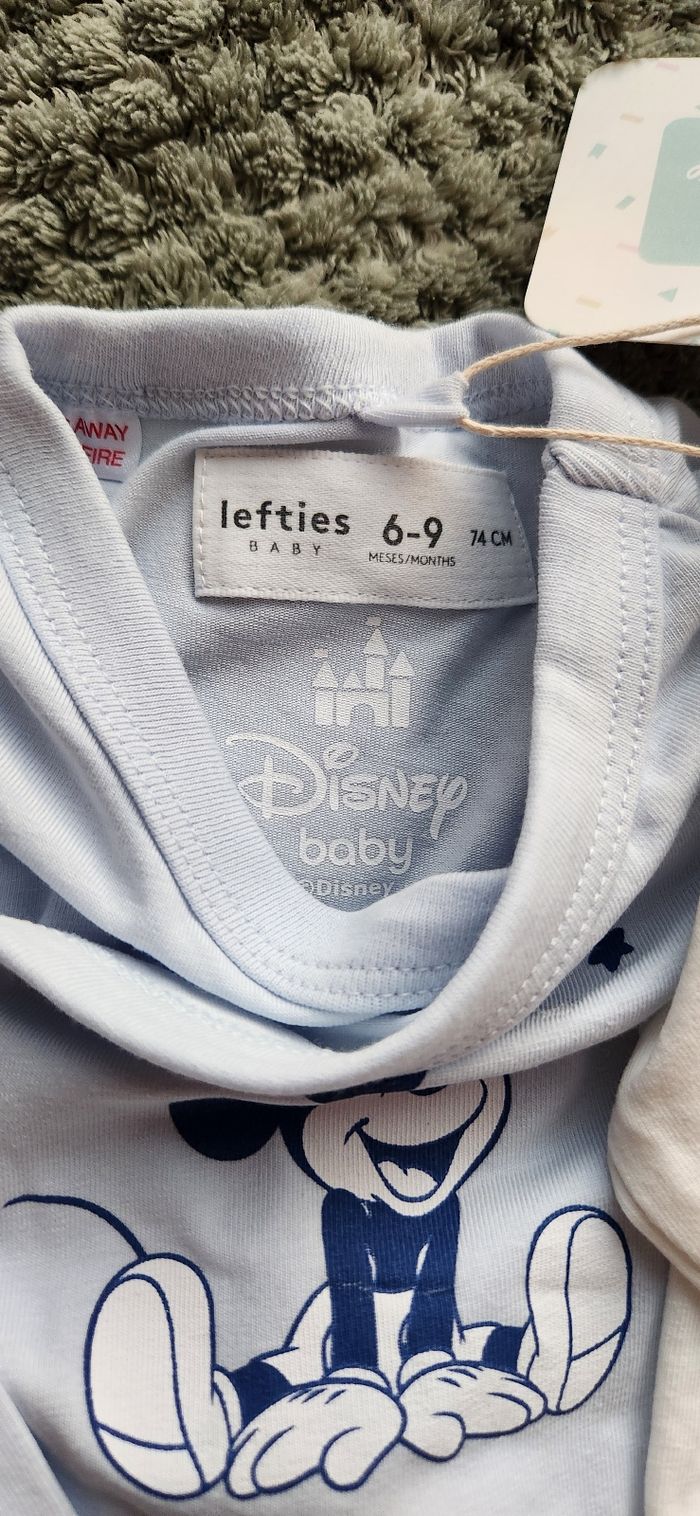 AWAY
FIRE
lefties
BABY
6-9
MESES/MONTHS
74 CM
Disney
baby
©Disney